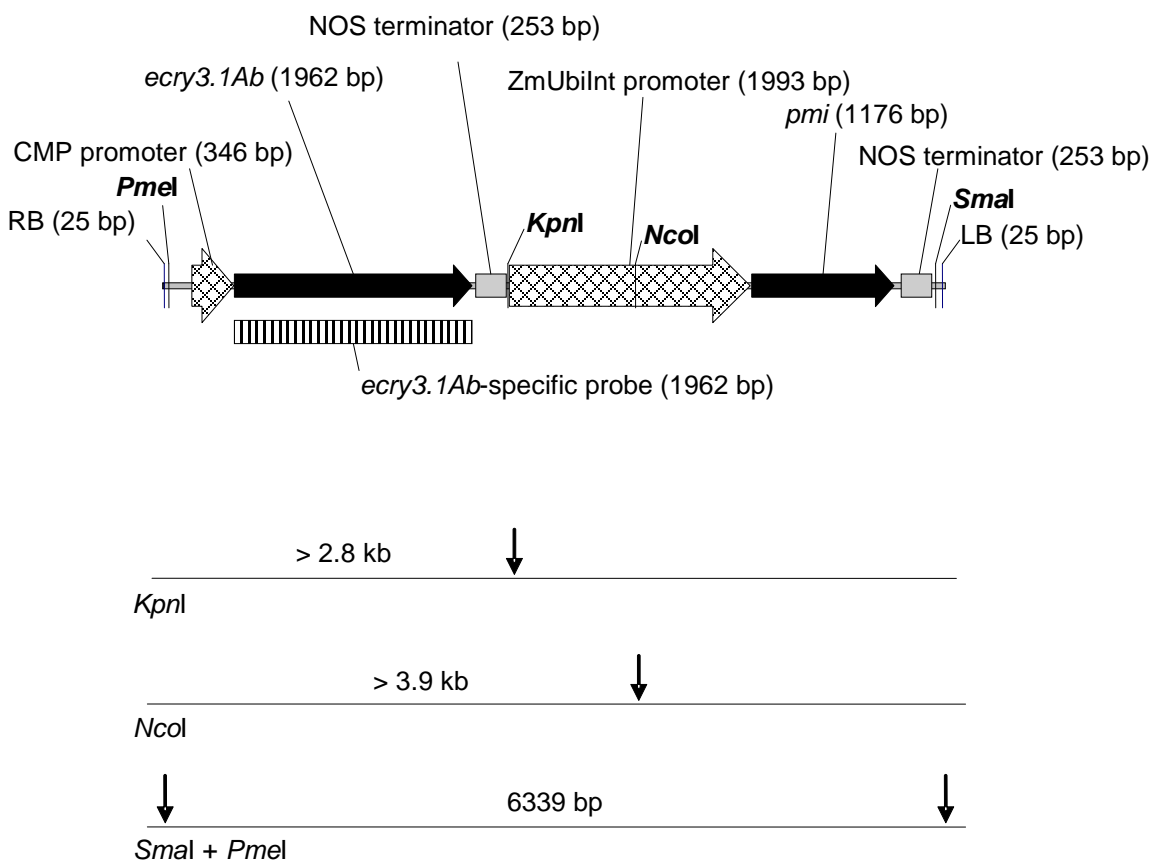 NOS terminator (253 bp)
ecry3.1Ab (1962 bp)
ZmUbiInt promoter (1993 bp)
pmi (1176 bp)
CMP promoter (346 bp)
NOS terminator (253 bp)
PmeI
SmaI
RB (25 bp)
KpnI
NcoI
LB (25 bp)
ecry3.1Ab-specific probe (1962 bp)
> 2.8 kb
KpnI
> 3.9 kb
NcoI
6339 bp
SmaI + PmeI